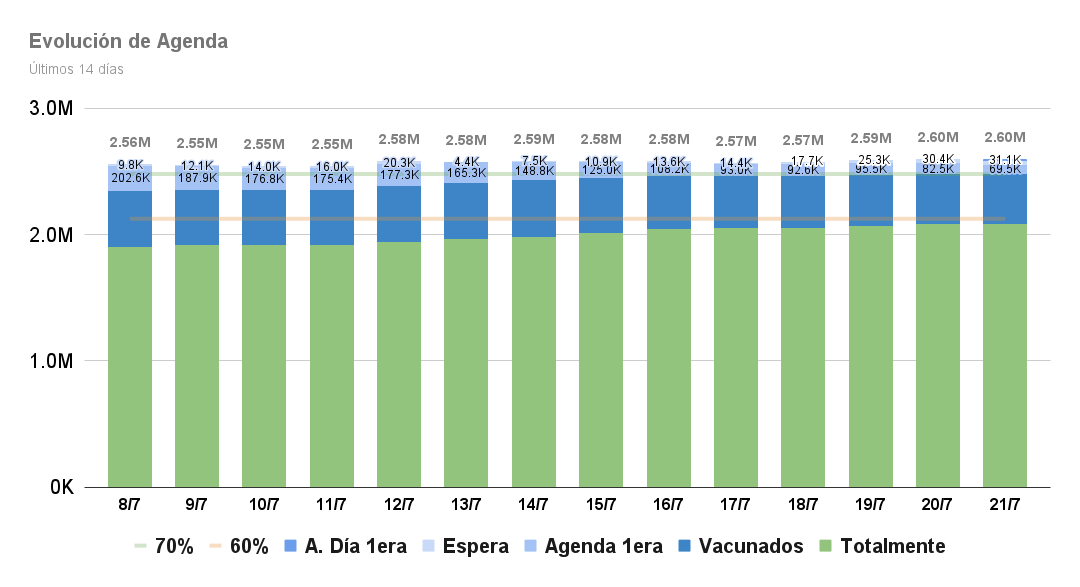 Evolución de Agenda
Últimos 14 días
3.0M
2.56M 2.55M 2.55M 2.55M 2.58M 2.58M 2.59M 2.58M 2.58M 2.57M 2.57M 2.59M 2.60M 2.60M
9.8K 12.1K 14.0K 16.0K 20.3K 4.4K 7.5K 10.9K 13.6K 14.4K 17.7K 25.3K 30.4K 31.1K
202.6K 187.9K 176.8K 175.4K 177.3K 165.3K 148.8K 125.0K 108.2K 93.0K 92.6K 95.5K 82.5K 69.5K
2.0M
1.0M
0K
8/7 9/7 10/7 11/7 12/7 13/7 14/7 15/7 16/7 17/7 18/7 19/7 20/7 21/7
70% 60% A. Día 1era Espera Agenda 1era Vacunados Totalmente